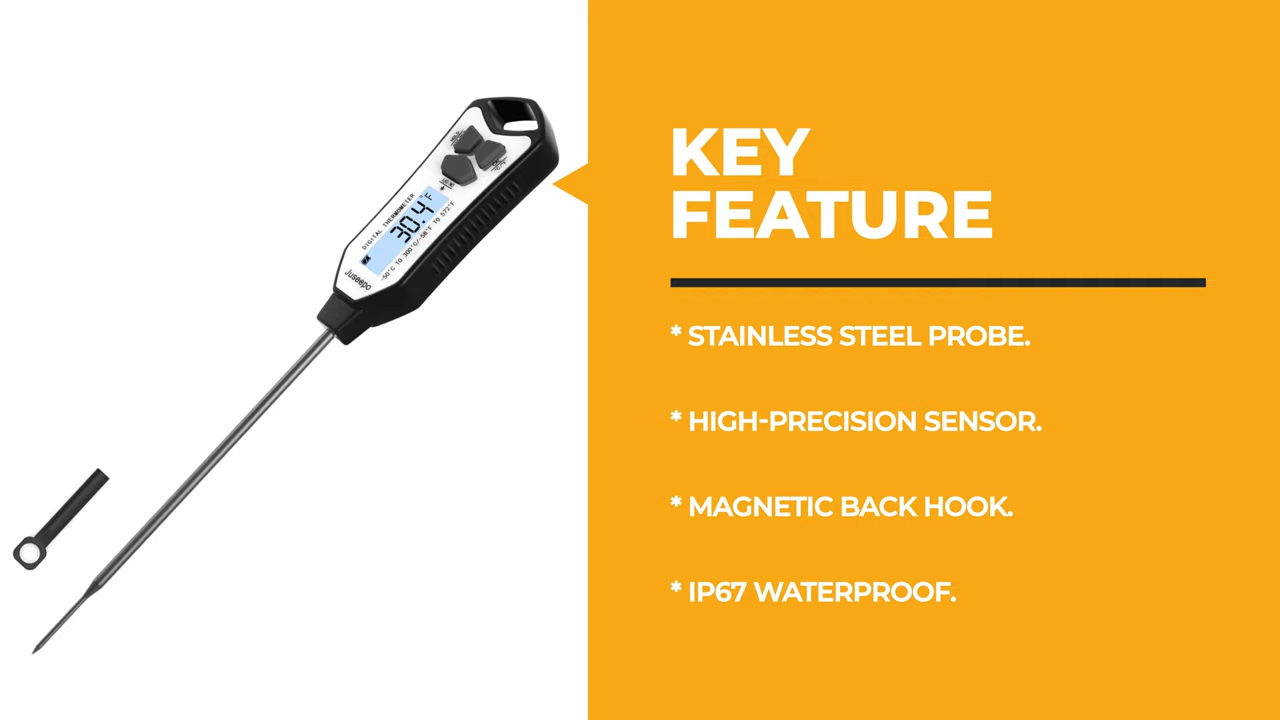 KEY
FEATURE
* STAINLESS STEEL PROBE.
* HIGH-PRECISION SENSOR.
* MAGNETIC BACK HOOK.
* IP67 WATERPROOF.
DIGITAL THERMOMETER
30.4 °F
-50°C TO 300°C/-58°F TO 572°F
Juseepo